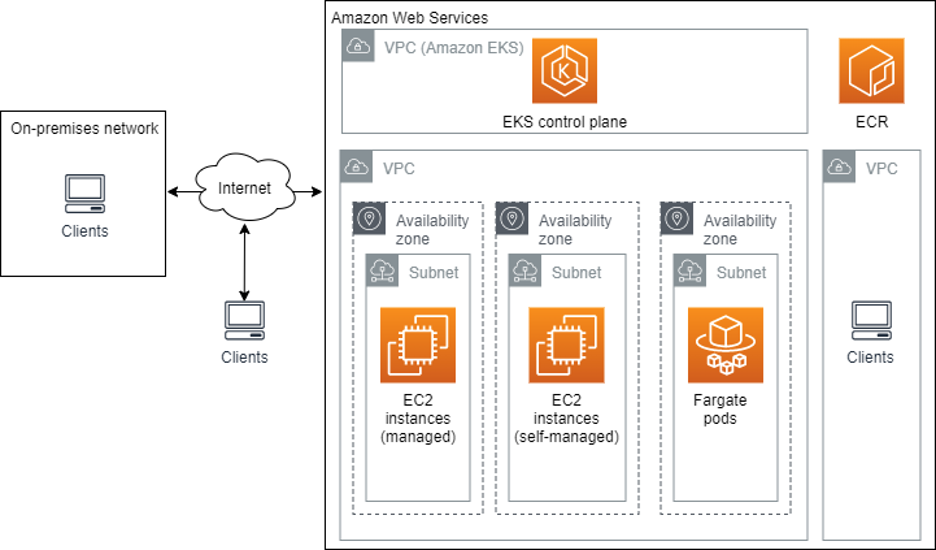 Amazon Web Services
VPC (Amazon EKS)
K
EKS control plane
ECR
On-premises network
Clients
Internet
Clients
VPC
Availability
zone
Subnet
EC2
instances
(managed)
Availability
zone
Subnet
EC2
instances
(self-managed)
Availability
zone
Subnet
Fargate
pods
VPC
Clients